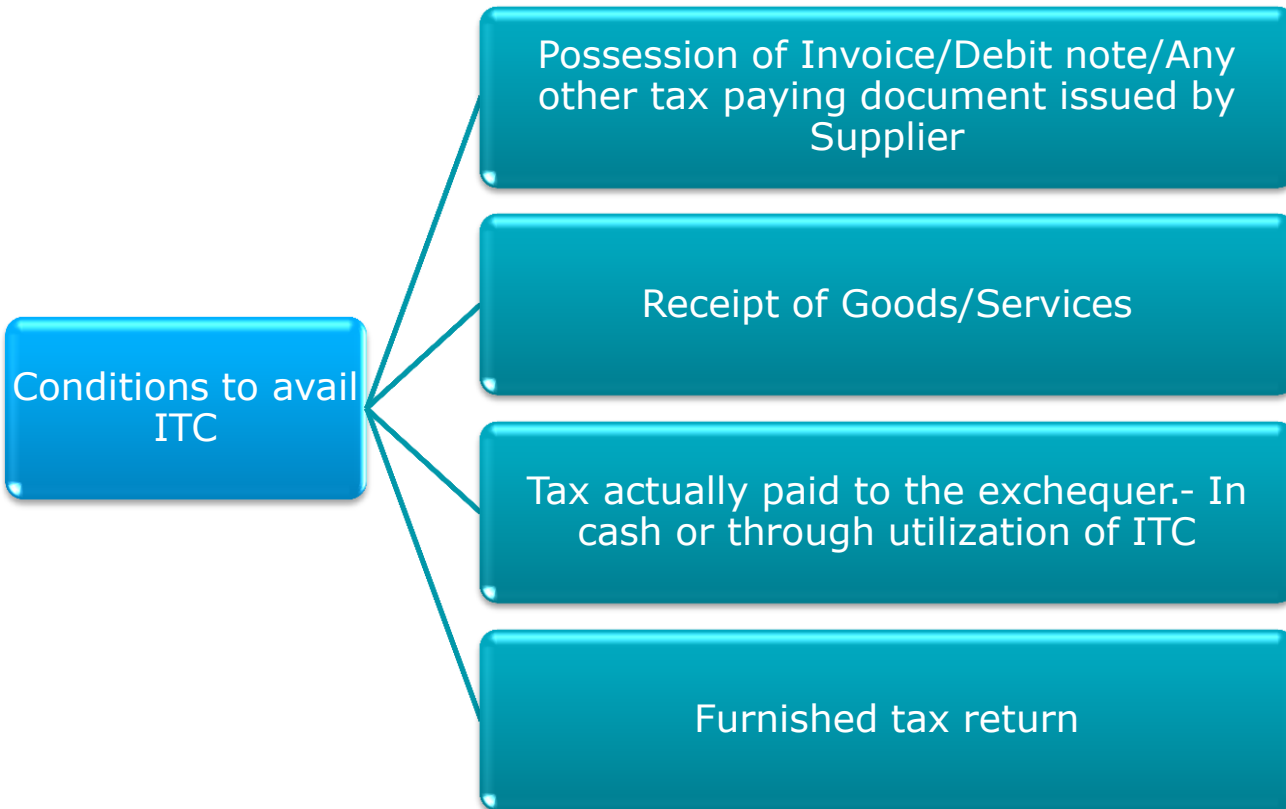 Possession of Invoice/Debit note/Any
other tax paying document issued by
Supplier
Receipt of Goods/Services
Conditions to avail
ITC
Tax actually paid to the exchequer.- In
cash or through utilization of ITC
Furnished tax return